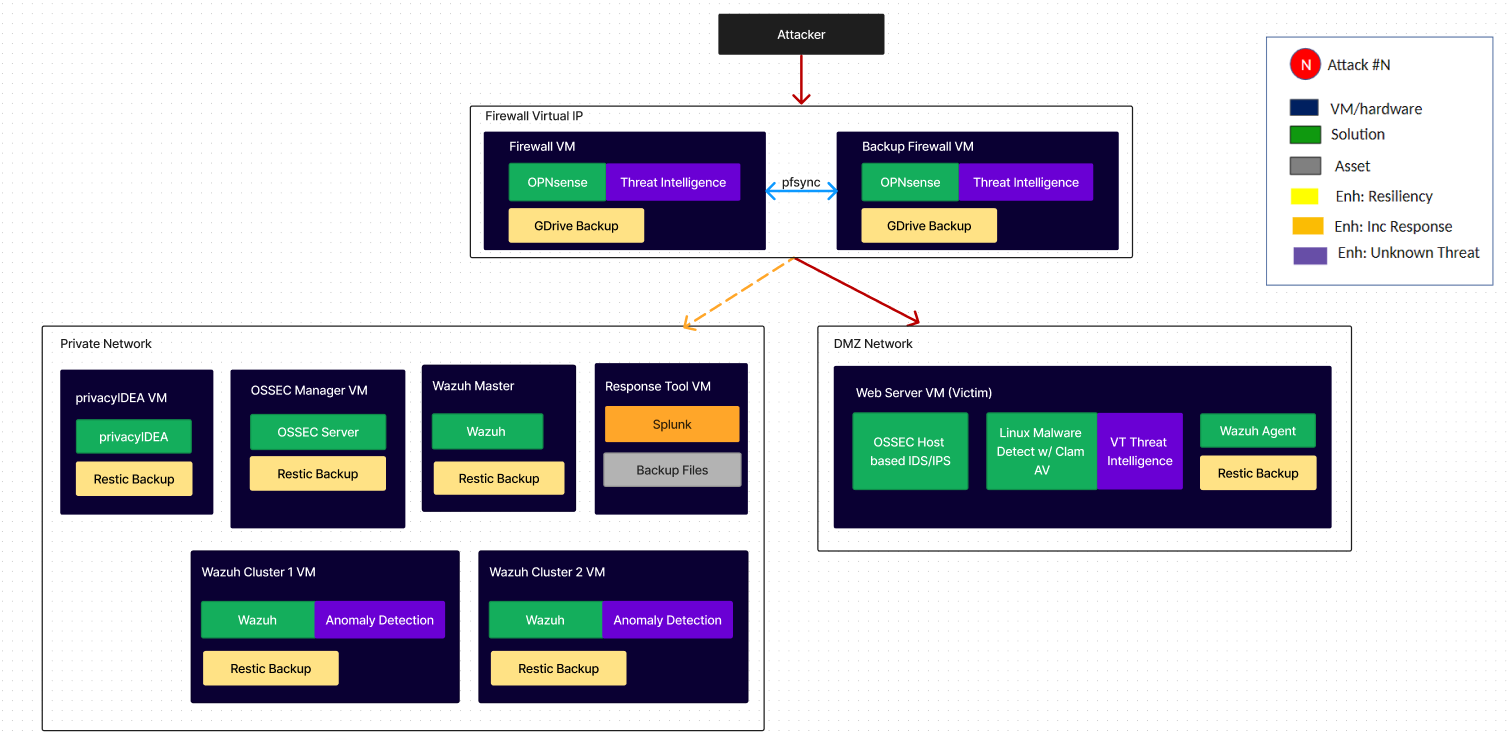 Attacker
N
Attack #N
VM/hardware
Solution
Asset
Enh: Resiliency
Enh: Inc Response
Enh: Unknown Threat
Firewall Virtual IP
Firewall VM
OPNsense
Threat Intelligence
GDrive Backup
pfsync
Backup Firewall VM
OPNsense
Threat Intelligence
GDrive Backup
Private Network
privacyIDEA VM
privacyIDEA
Restic Backup
OSSEC Manager VM
OSSEC Server
Restic Backup
Wazuh Master
Wazuh
Restic Backup
Response Tool VM
Splunk
Backup Files
Wazuh Cluster 1 VM
Wazuh
Anomaly Detection
Restic Backup
Wazuh Cluster 2 VM
Wazuh
Anomaly Detection
Restic Backup
DMZ Network
Web Server VM (Victim)
OSSEC Host
based IDS/IPS
Linux Malware
Detect w/ Clam
AV
VT Threat
Intelligence
Wazuh Agent
Restic Backup